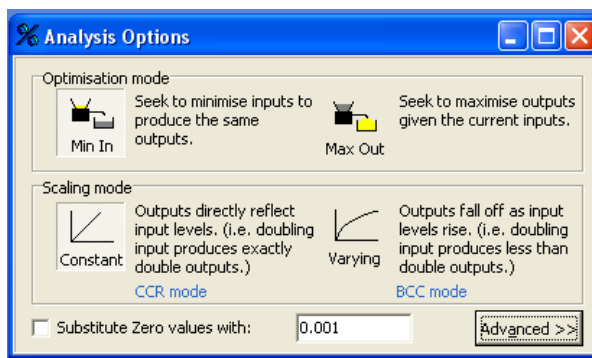 Analysis Options
Optimisation mode
Min In
Seek to minimise inputs to
produce the same
outputs.
Max Out
Seek to maximise outputs
given the current inputs.
Scaling mode
Constant
Outputs directly reflect
input levels. (i.e. doubling
input produces exactly
double outputs.)
CCR mode
Varying
Outputs fall off as input
levels rise. (i.e. doubling
input produces less than
double outputs.)
BCC mode
Substitute Zero values with:
0.001
Advanced >>